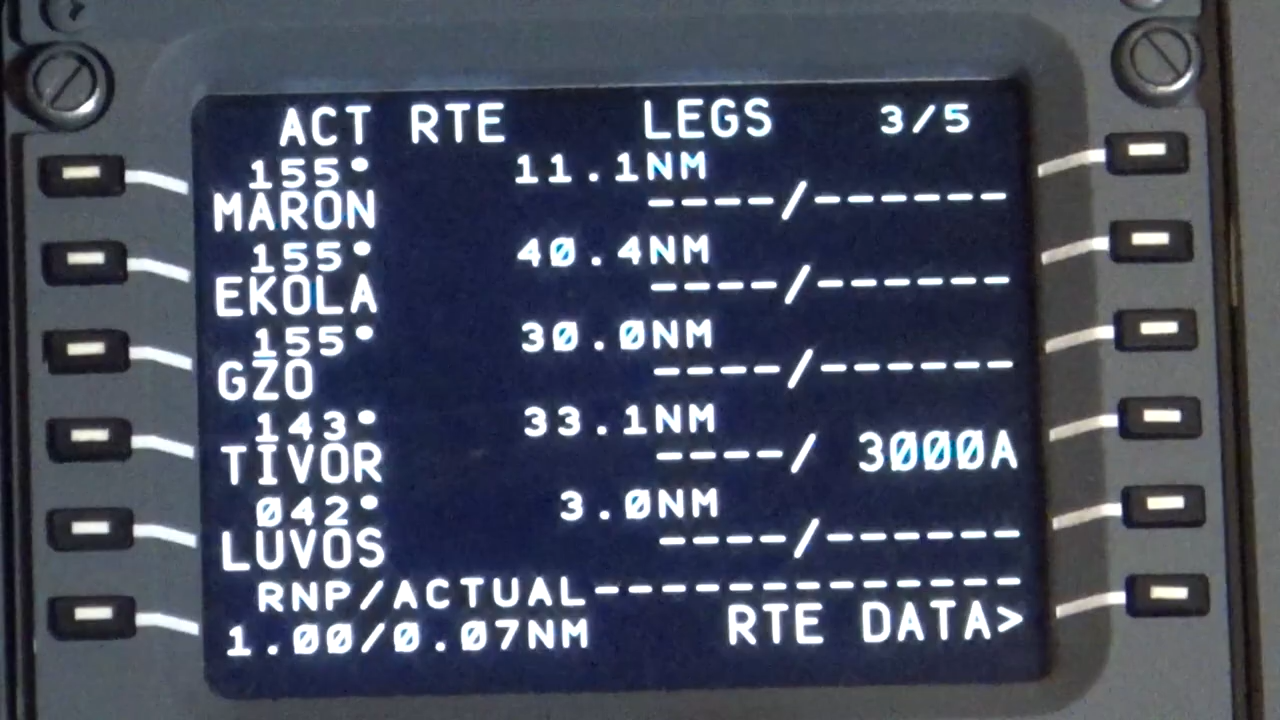 ACT RTE LEGS 3/5
155° 11.1NM
MARON ----/------
155° 40.4NM
EKOLA ----/------
155° 30.0NM
GZO ----/------
143° 33.1NM
TIVOR ----/ 3000A
042° 3.0NM
LUVOS ----/------
RNP/ACTUAL-------------
1.00/0.07NM RTE DATA>